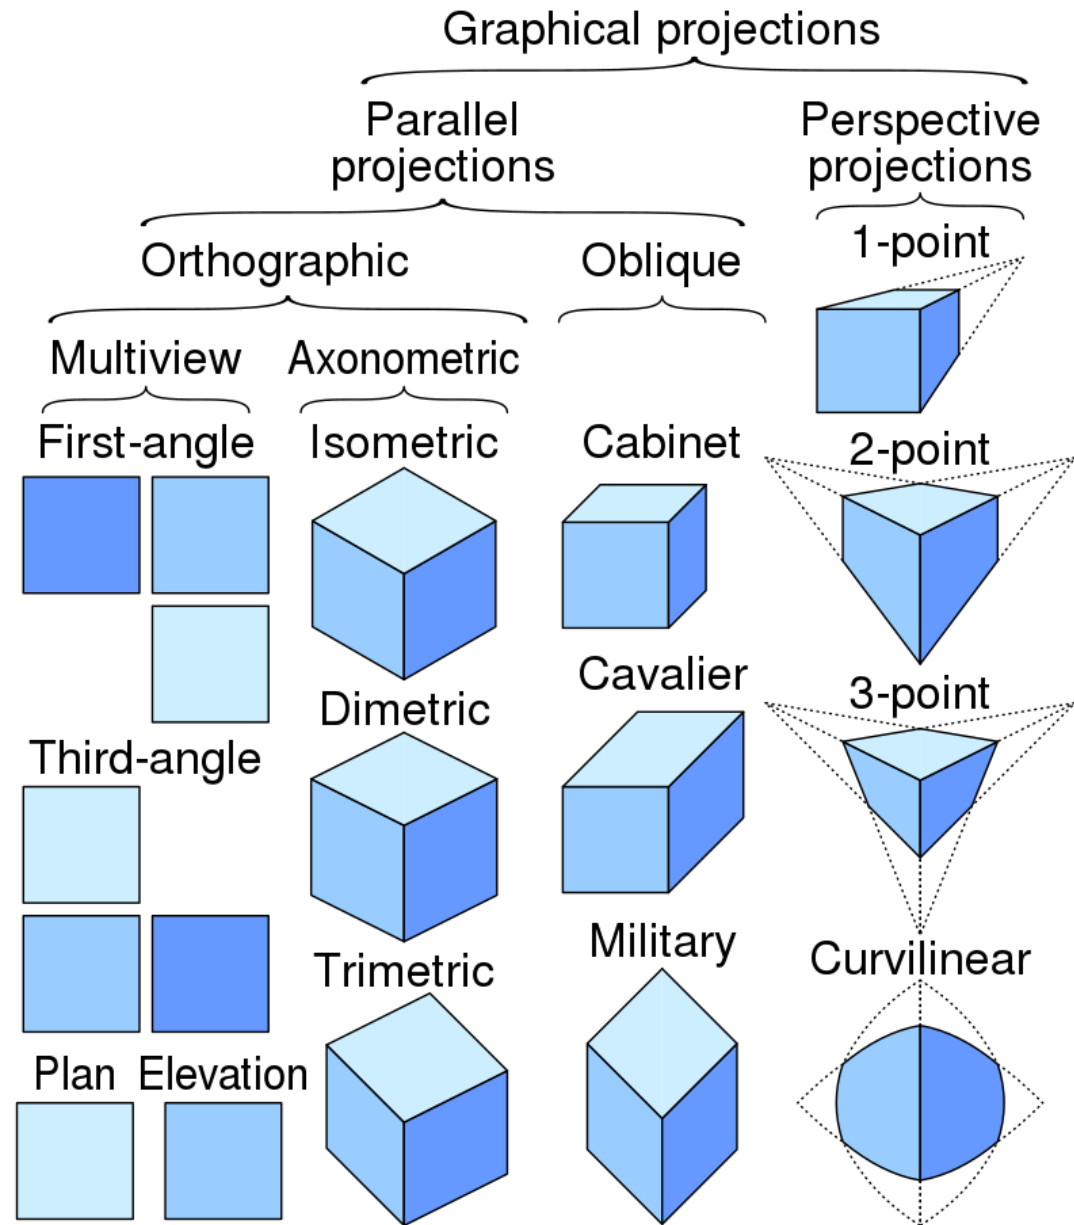 Graphical projections
Parallel
projections
Perspective
projections
Orthographic
Oblique
1-point
Multiview
Axonometric
First-angle
Isometric
Cabinet
2-point
Cavalier
3-point
Dimetric
Third-angle
Military
Curvilinear
Trimetric
Plan
Elevation